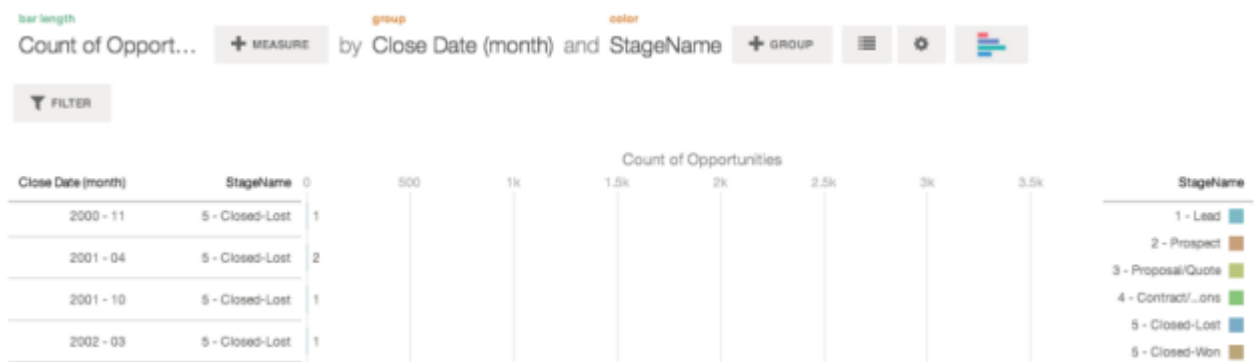 bar length group color
Count of Opport... + MEASURE by Close Date (month) and StageName + GROUP
FILTER
Count of Opportunities
Close Date (month) StageName 0 500 1k 1.5k 2k 2.5k 3k 3.5k StageName
2000 - 11 5 - Closed-Lost 1 1 - Lead
2 - Prospect
2001 - 04 5 - Closed-Lost 2
3 - Proposal/Quote
2001 - 10 5 - Closed-Lost 1 4 - Contract/...ons
5 - Closed-Lost
2002 - 03 5 - Closed-Lost 1
5 - Closed-Won